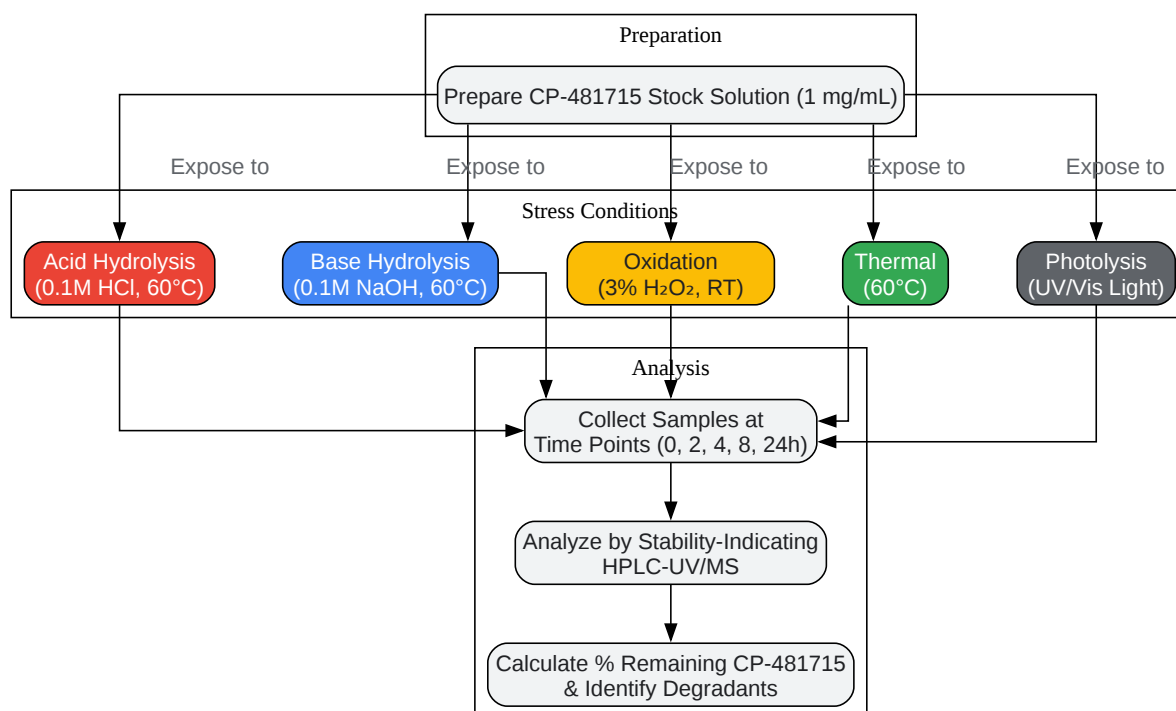 Preparation
Prepare CP-481715 Stock Solution (1 mg/mL)
Expose to
Expose to
Expose to
Expose to
Expose to
Stress Conditions
Acid Hydrolysis
(0.1M HCl, 60°C)
Base Hydrolysis
(0.1M NaOH, 60°C)
Oxidation
(3% H₂O₂, RT)
Thermal
(60°C)
Photolysis
(UV/Vis Light)
Analysis
Collect Samples at
Time Points (0, 2, 4, 8, 24h)
Analyze by Stability-Indicating
HPLC-UV/MS
Calculate % Remaining CP-481715
& Identify Degradants